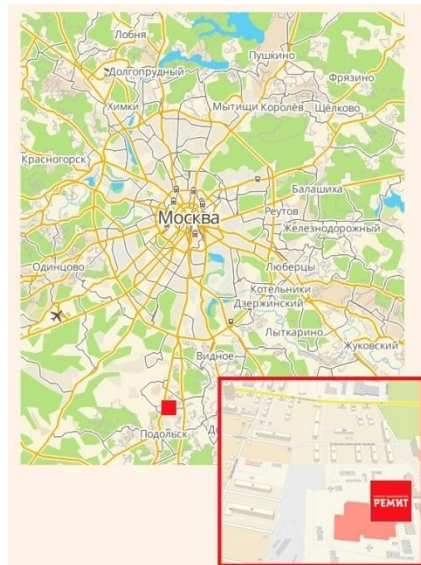 Лобня
Пушкино
Долгопрудный
Фрязино
Химки
Мытищи Королёв Щёлково
Красногорск
Балашиха
Москва
Реутов
Железнодорожный
Одинцово
Люберцы
Котельники
Дзержинский
Лыткарино
Жуковский
Видное
Подольск
РЕМИТ